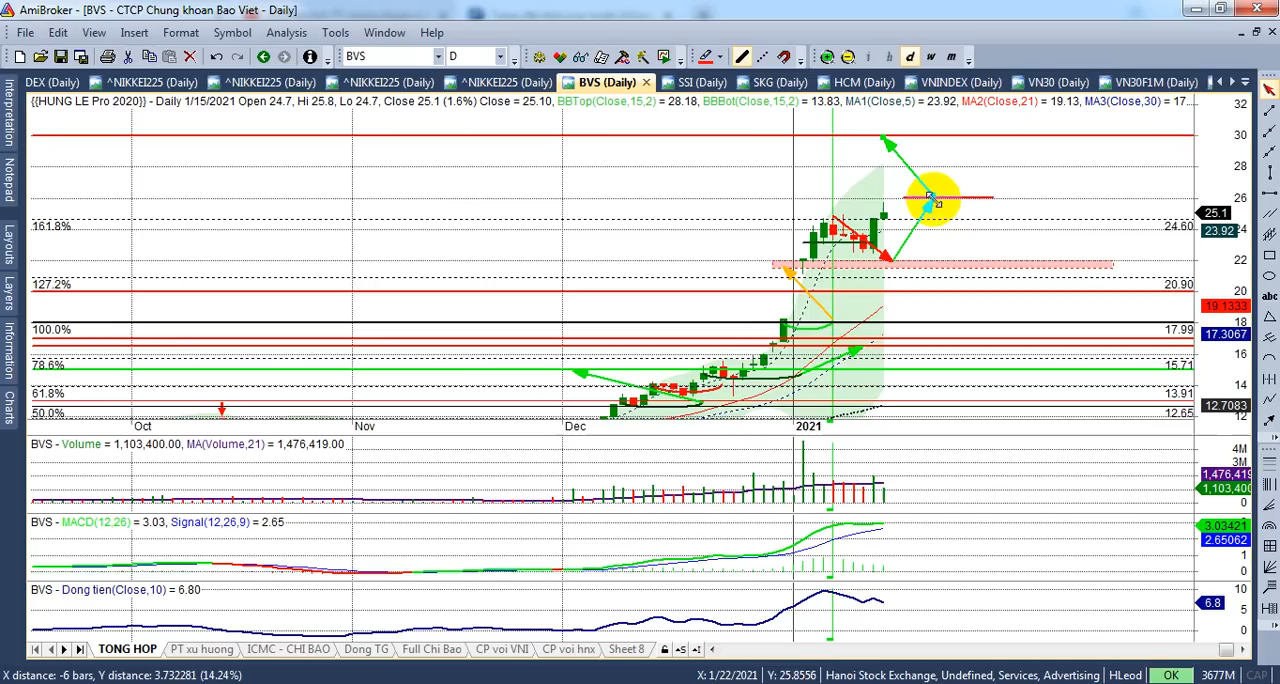 AmiBroker - [BVS - CTCP Chung khoan Bao Viet - Daily]
File Edit View Insert Format Symbol Analysis Tools Window Help
BVS D d w m
DEX (Daily) ^NIKKEI225 (Daily) ^NIKKEI225 (Daily) ^NIKKEI225 (Daily) ^NIKKEI225 (Daily) BVS (Daily) SSI (Daily) SKG (Daily) HCM (Daily) VNINDEX (Daily) VN30 (Daily) VN30F1M (Daily)
{{HUNG LE Pro 2020}} - Daily 1/15/2021 Open 24.7, Hi 25.8, Lo 24.7, Close 25.1 (1.6%) Close = 25.10, BBTop(Close,15,2) = 28.18, BBBot(Close,15,2) = 13.83, MA1(Close,5) = 23.92, MA2(Close,21) = 19.13, MA3(Close,30) = 17...
Interpretation
Notepad
Layouts
Layers
Information
Charts
abc
32
30
28
26
25.1
161.8% 24.60
23.92 24
22
127.2% 20.90
20
19.1333
100.0% 17.99
18
17.3067
16
78.6% 15.71
14
61.8% 13.91
12.7083
50.0% 12.65
12
Oct Nov Dec 2021
BVS - Volume = 1,103,400.00, MA(Volume,21) = 1,476,419.00
4M
3M
1,476,419
1,103,400
0
BVS - MACD(12,26) = 3.03, Signal(12,26,9) = 2.65
3.03421
2.65062
1
0
BVS - Dong tien(Close,10) = 6.80
10
6.8
5
0
TONG HOP PT xu huong ICMC - CHI BAO Dong TG Full Chi Bao CP voi VNI CP voi hnx Sheet 8
X distance: -6 bars, Y distance: 3.732281 (14.24%) X: 1/22/2021 Y: 25.8556 Hanoi Stock Exchange, Undefined, Services, Advertising HLeod OK 3677M CAP